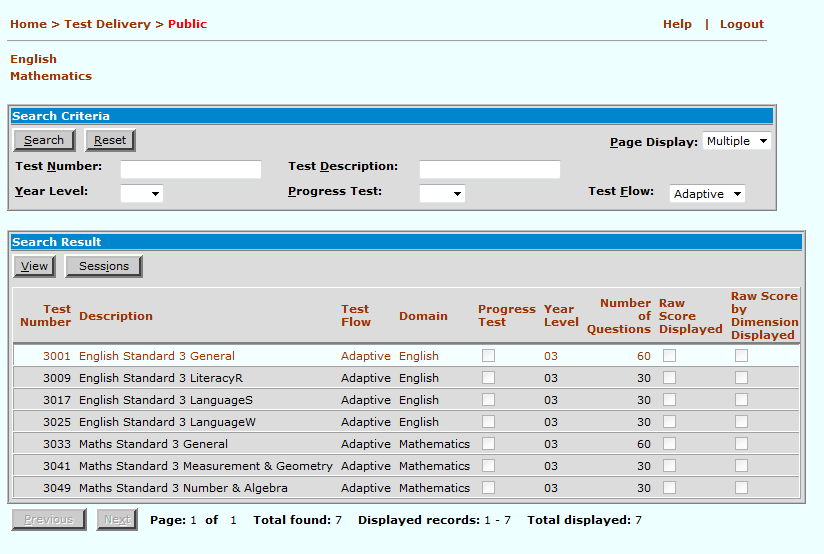 Home > Test Delivery > Public Help | Logout
English
Mathematics
Search Criteria
Search Reset Page Display: Multiple
Test Number: Test Description:
Year Level: Progress Test: Test Flow: Adaptive
Search Result
View Sessions
Test Number Description Test Flow Domain Progress Test Year Level Number of Questions Raw Score Displayed Raw Score by Dimension Displayed
3001 English Standard 3 General Adaptive English 03 60
3009 English Standard 3 LiteracyR Adaptive English 03 30
3017 English Standard 3 LanguageS Adaptive English 03 30
3025 English Standard 3 LanguageW Adaptive English 03 30
3033 Maths Standard 3 General Adaptive Mathematics 03 60
3041 Maths Standard 3 Measurement & Geometry Adaptive Mathematics 03 30
3049 Maths Standard 3 Number & Algebra Adaptive Mathematics 03 30
Previous Next Page: 1 of 1 Total found: 7 Displayed records: 1 - 7 Total displayed: 7